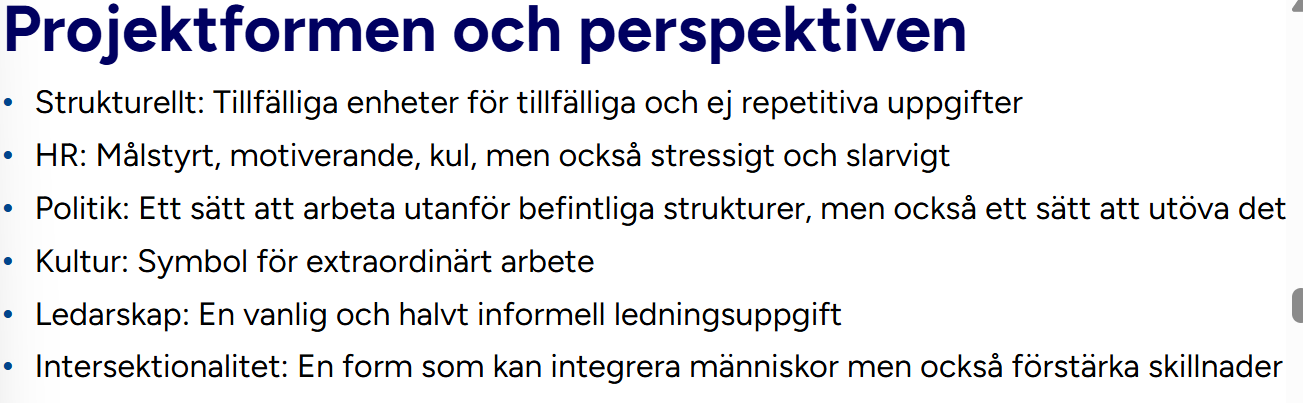 Projektformen och perspektiven
• Strukturellt: Tillfälliga enheter för tillfälliga och ej repetitiva uppgifter
• HR: Målstyrt, motiverande, kul, men också stressigt och slarvigt
• Politik: Ett sätt att arbeta utanför befintliga strukturer, men också ett sätt att utöva det
• Kultur: Symbol för extraordinärt arbete
• Ledarskap: En vanlig och halvt informell ledningsuppgift
• Intersektionalitet: En form som kan integrera människor men också förstärka skillnader